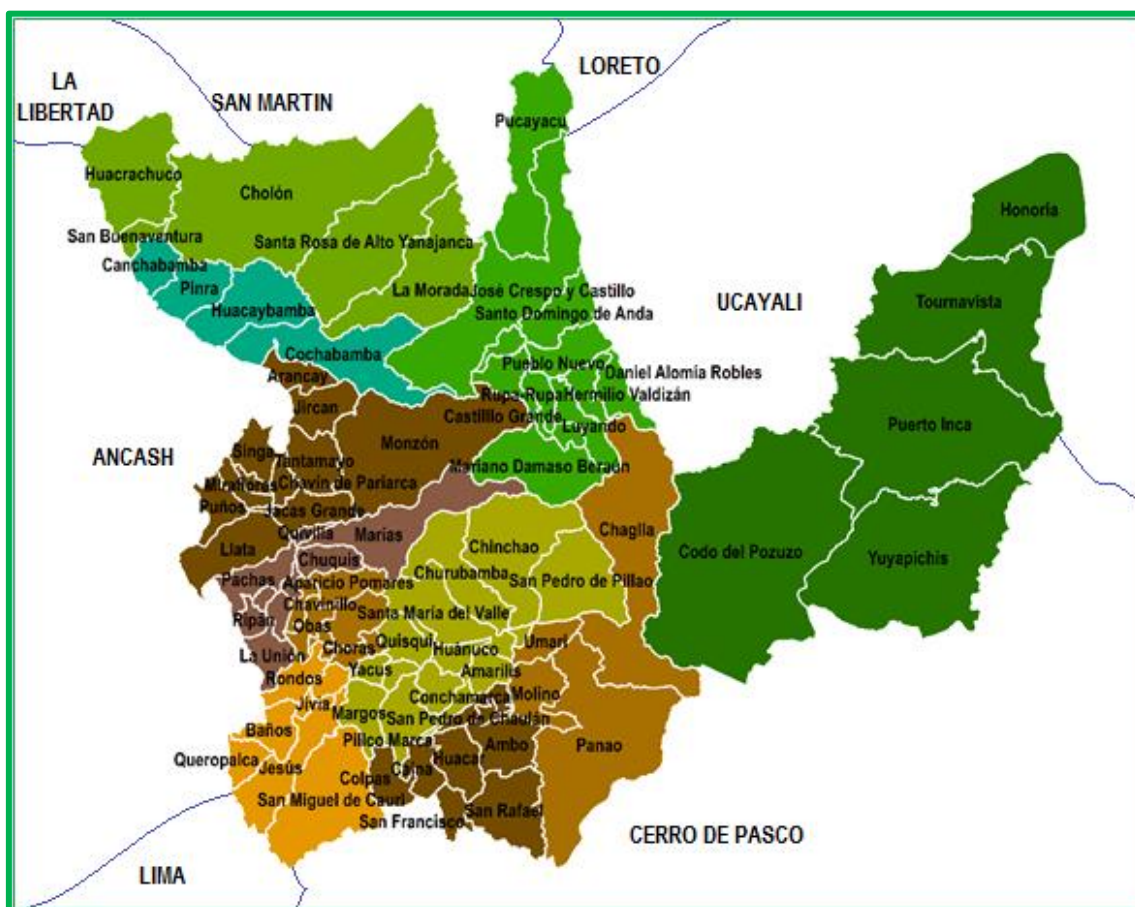 LORETO
LA
LIBERTAD
SAN MARTIN
Pucayacu
Huacrachuco
Cholón
Honoria
San Buenaventura
Santa Rosa de Alto Yanajanca
Canchabamba
Pinra
La Morada
José Crespo y Castillo
UCAYALI
Tournavista
Huacaybamba
Santo Domingo de Anda
Cochabamba
Pueblo Nuevo
Daniel Alomía Robles
Arancay
Rupa-Rupa
Hermilio Valdizán
Jircan
Castilllo Grande
Luyando
Puerto Inca
Monzón
ANCASH
Singa
Tantamayo
Mariano Damaso Beraún
Miraflores
Chavín de Pariarca
Puños
Jacas Grande
Quivilla
Marías
Chaglla
Llata
Chinchao
Codo del Pozuzo
Yuyapichis
Chuquis
Pachas
Aparicio Pomares
Churubamba
San Pedro de Pillao
Chavinillo
Ripán
Obas
Santa María del Valle
La Unión
Choras
Quisqui
Huánuco
Umari
Rondos
Yacus
Amarilis
Jivia
Conchamarca
Molino
Margos
San Pedro de Chaulán
Baños
Pillco Marca
Ambo
Panao
Queropalca
Jesús
Colpas
Caina
Huacar
San Miguel de Cauri
San Rafael
San Francisco
CERRO DE PASCO
LIMA